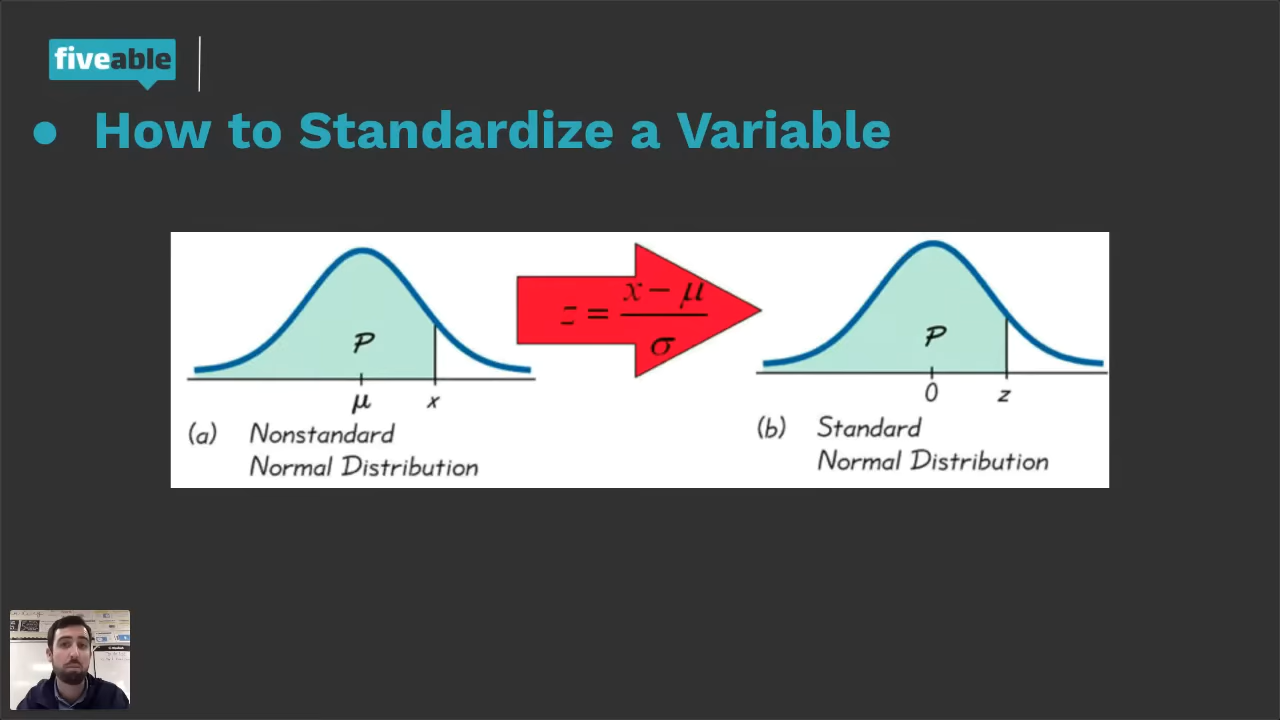 fiveable
● How to Standardize a Variable
P
μ
x
(a) Nonstandard
Normal Distribution
z = x − μ
σ
P
0
z
(b) Standard
Normal Distribution